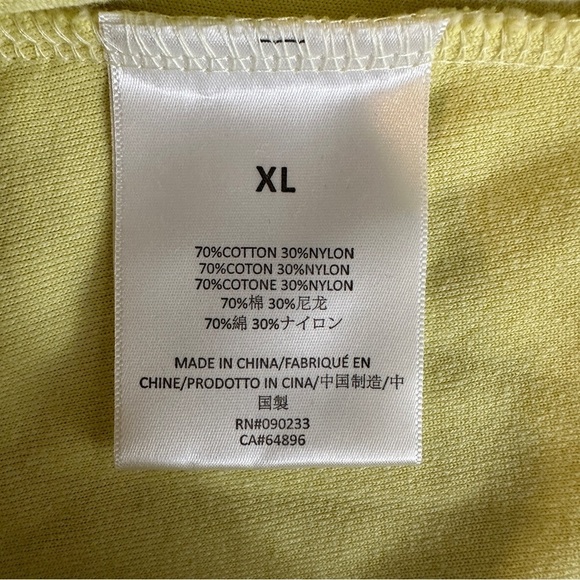 XL
70%COTTON 30%NYLON
70%COTON 30%NYLON
70%COTONE 30%NYLON
70%棉 30%尼龙
70%綿 30%ナイロン
MADE IN CHINA/FABRIQUÉ EN
CHINE/PRODOTTO IN CINA/中国制造/中
国製
RN#090233
CA#64896